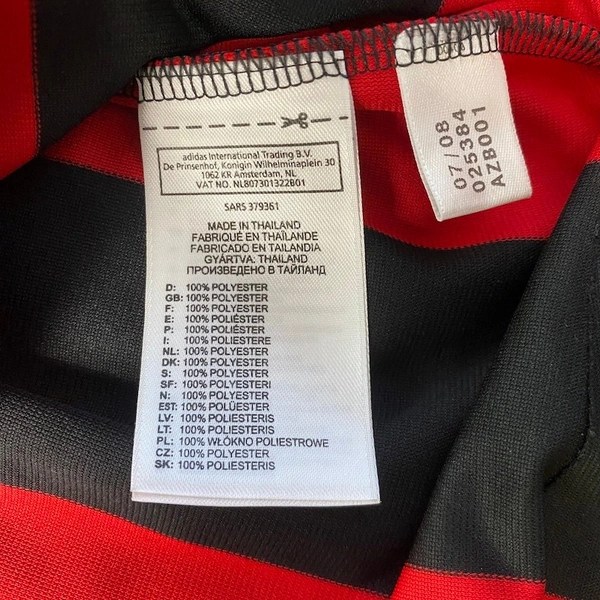 adidas International Trading B.V.
De Prinsenhof, Konigin Wilhelminaplein 30
1062 KR Amsterdam, NL
VAT NO. NL807301322B01
SARS 379361
MADE IN THAILAND
FABRIQUÉ EN THAÏLANDE
FABRICADO EN TAILANDIA
GYÁRTVA: THAILAND
ПРОИЗВЕДЕНО В ТАЙЛАНД
D: 100% POLYESTER
GB: 100% POLYESTER
F: 100% POLYESTER
E: 100% POLIÉSTER
P: 100% POLIÉSTER
I: 100% POLIESTERE
NL: 100% POLYESTER
DK: 100% POLYESTER
S: 100% POLYESTER
SF: 100% POLYESTERI
N: 100% POLYESTER
EST: 100% POLÜESTER
LV: 100% POLIESTERIS
LT: 100% POLIESTERIS
PL: 100% WŁÓKNO POLIESTROWE
CZ: 100% POLYESTER
SK: 100% POLIESTERIS
07/08
025384
AZB001